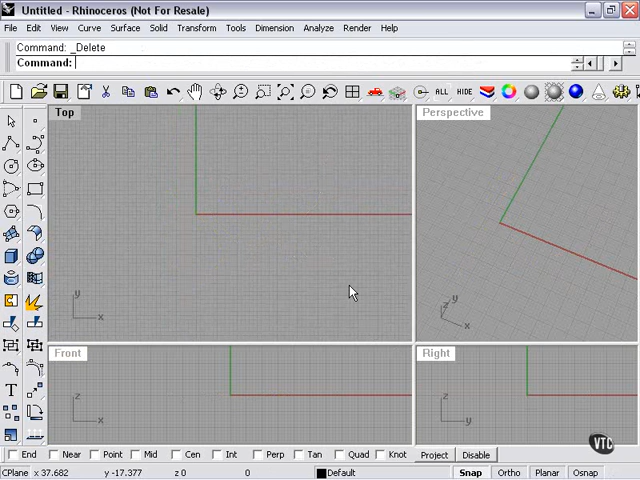 Untitled - Rhinoceros (Not For Resale)
File Edit View Curve Surface Solid Transform Tools Dimension Analyze Render Help
Command: _Delete
Command:
ALL HIDE
Top
Perspective
y
x
z
y
x
Front
Right
z
x
z
y
T
VTC
End Near Point Mid Cen Int Perp Tan Quad Knot Project Disable
CPlane x 37.682 y -17.377 z 0 0 Default Snap Ortho Planar Osnap